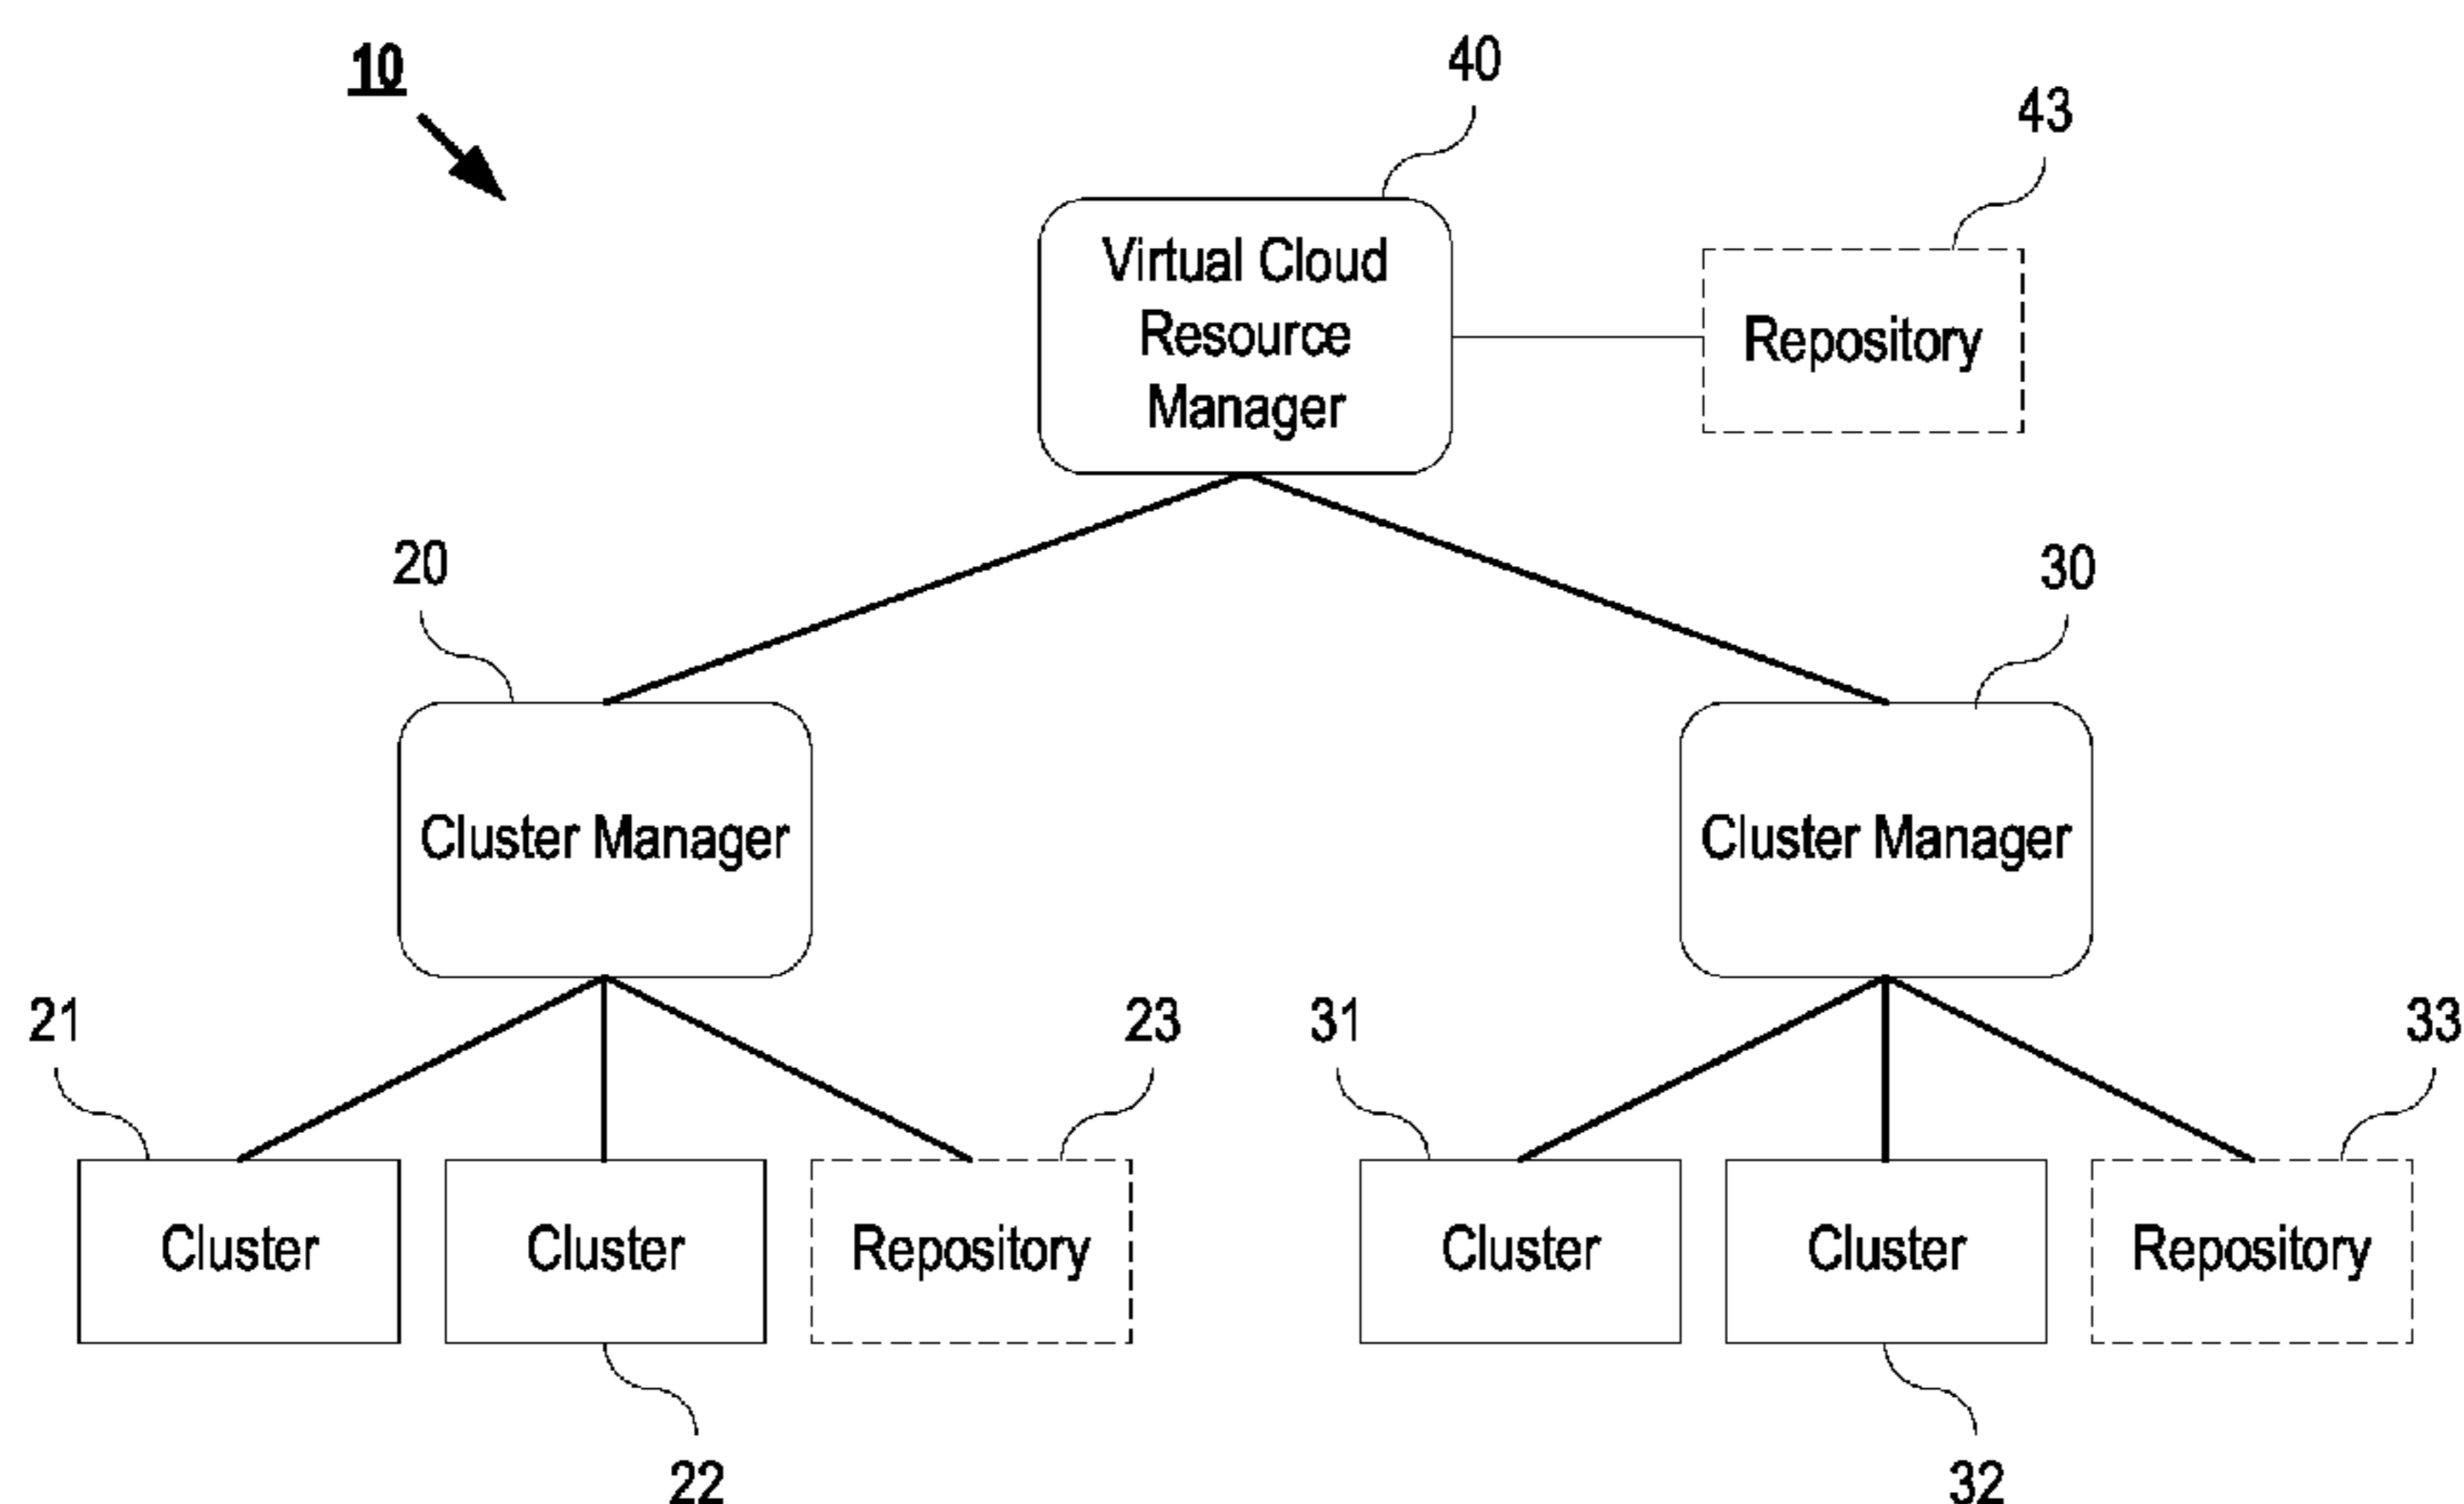 10
40
43
Virtual Cloud
Resource
Manager
Repository
20
30
Cluster Manager
Cluster Manager
21
23
31
33
Cluster
Cluster
Repository
Cluster
Cluster
Repository
22
32